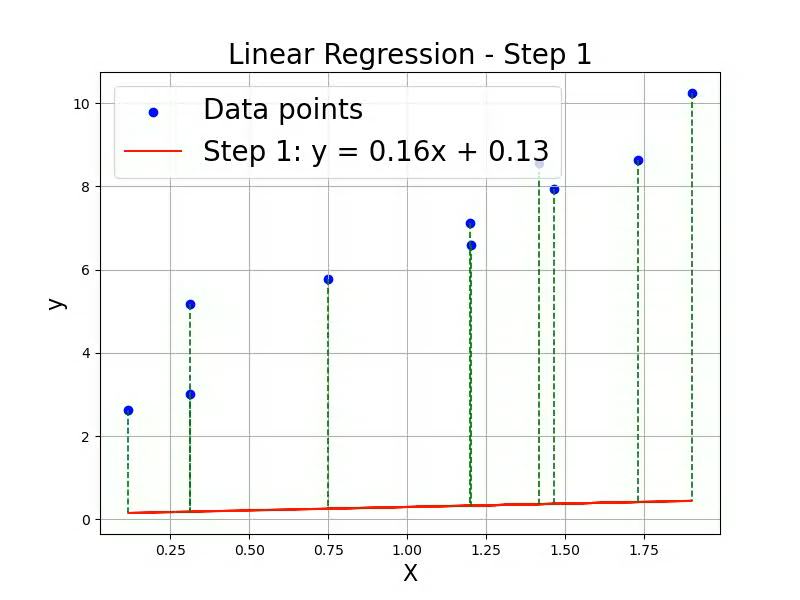 Linear Regression - Step 1
Data points
Step 1: y = 0.16x + 0.13
10
8
6
4
2
0
y
0.25 0.50 0.75 1.00 1.25 1.50 1.75
X